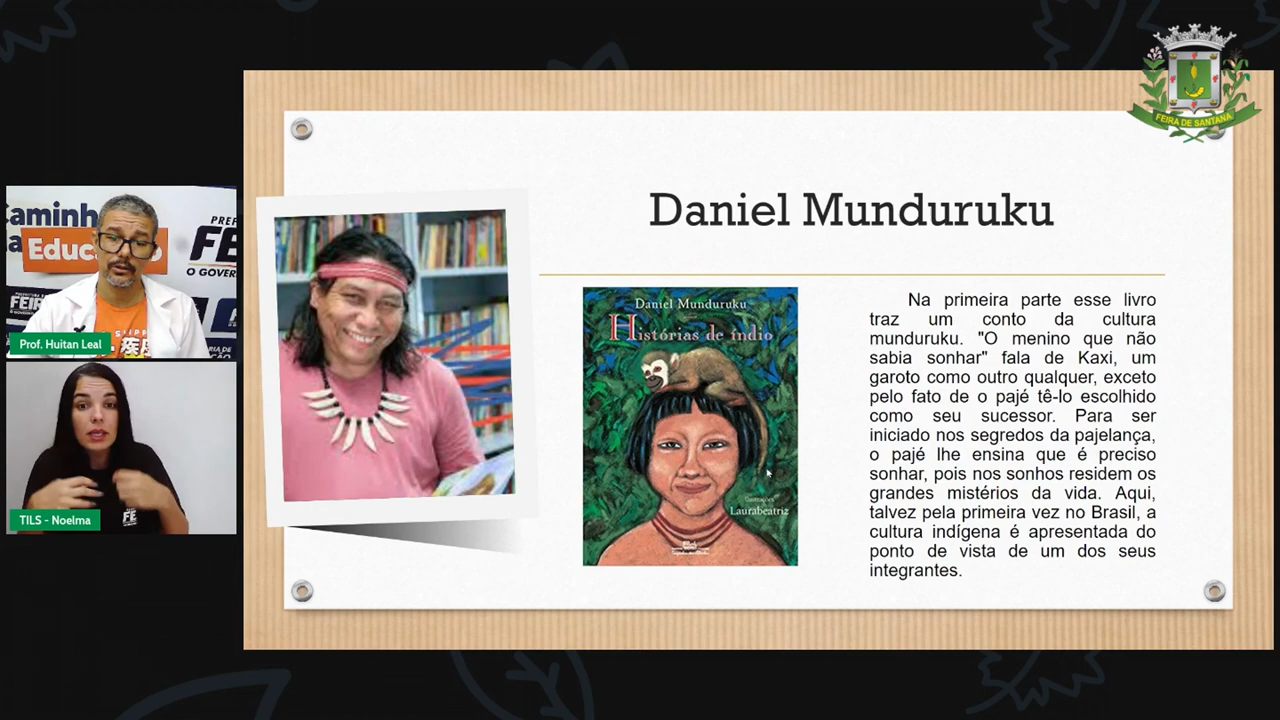 FEIRA DE SANTANA
Daniel Munduruku
Daniel Munduruku
Histórias de índio
Ilustrações
Laurabeatriz
Na primeira parte esse livro
traz um conto da cultura
munduruku. "O menino que não
sabia sonhar" fala de Kaxi, um
garoto como outro qualquer, exceto
pelo fato de o pajé tê-lo escolhido
como seu sucessor. Para ser
iniciado nos segredos da pajelança,
o pajé lhe ensina que é preciso
sonhar, pois nos sonhos residem os
grandes mistérios da vida. Aqui,
talvez pela primeira vez no Brasil, a
cultura indígena é apresentada do
ponto de vista de um dos seus
integrantes.
Caminh
Educ
PREF
FE
O GOVER
FEIR
Prof. Huitan Leal
FE
TILS - Noelma